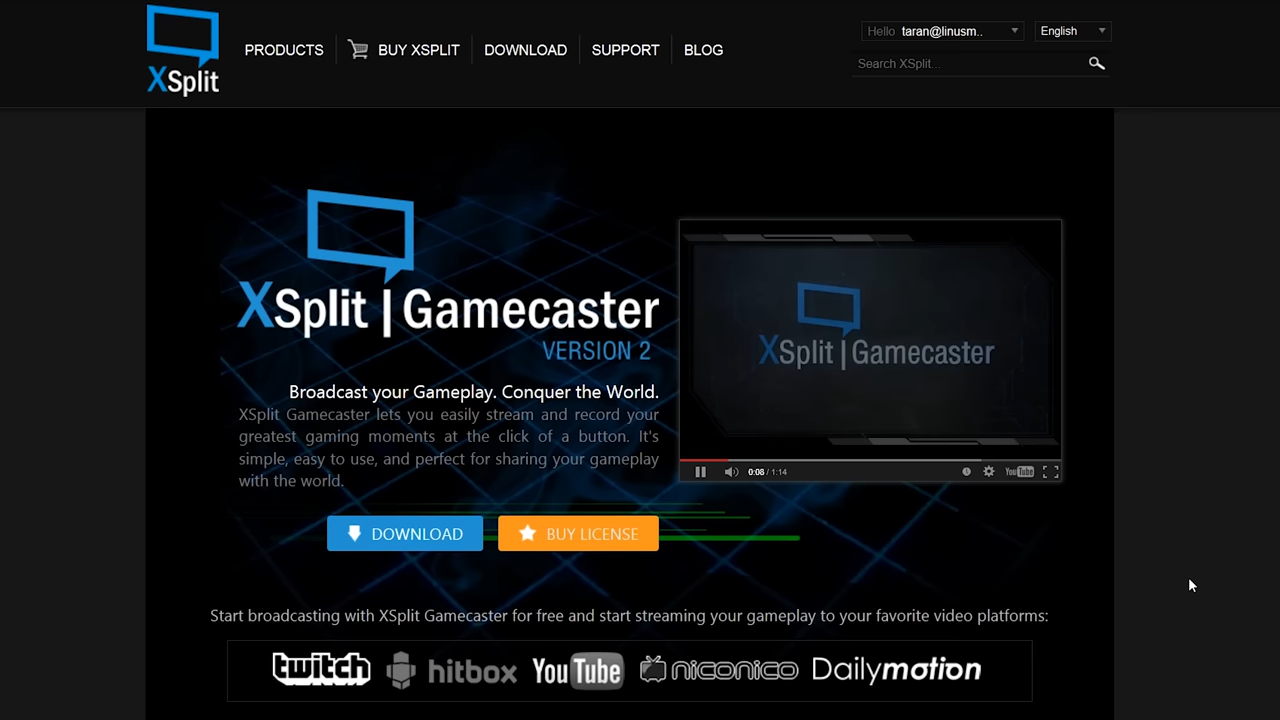 XSplit
PRODUCTS
BUY XSPLIT
DOWNLOAD
SUPPORT
BLOG
Hello taran@linusm..
English
Search XSplit...
XSplit | Gamecaster
VERSION 2
Broadcast your Gameplay. Conquer the World.
XSplit Gamecaster lets you easily stream and record your
greatest gaming moments at the click of a button. It's
simple, easy to use, and perfect for sharing your gameplay
with the world.
XSplit | Gamecaster
0:08 / 1:14
YouTube
DOWNLOAD
BUY LICENSE
Start broadcasting with XSplit Gamecaster for free and start streaming your gameplay to your favorite video platforms:
twitch
hitbox
YouTube
niconico
Dailymotion